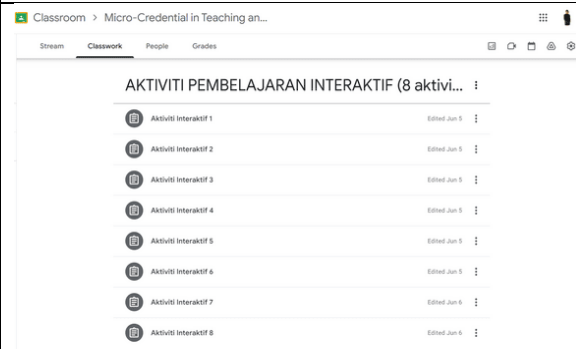 Classroom > Micro-Credential in Teaching an...
Stream Classwork People Grades
AKTIVITI PEMBELAJARAN INTERAKTIF (8 aktivi...
Aktiviti Interaktif 1 Edited Jun 5
Aktiviti Interaktif 2 Edited Jun 5
Aktiviti Interaktif 3 Edited Jun 5
Aktiviti Interaktif 4 Edited Jun 5
Aktiviti Interaktif 5 Edited Jun 5
Aktiviti Interaktif 6 Edited Jun 5
Aktiviti Interaktif 7 Edited Jun 6
Aktiviti Interaktif 8 Edited Jun 6